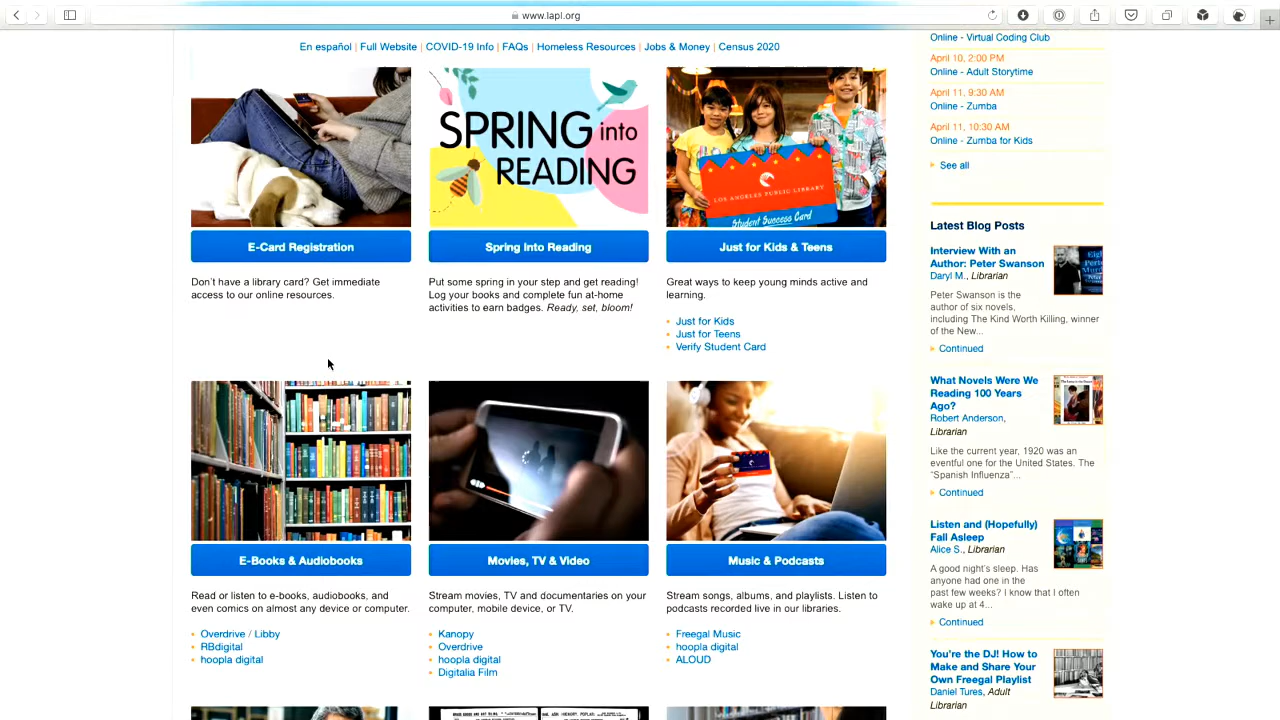 www.lapl.org
En español | Full Website | COVID-19 Info | FAQs | Homeless Resources | Jobs & Money | Census 2020
SPRING into
READING
LOS ANGELES PUBLIC LIBRARY
Student Success Card
E-Card Registration
Spring Into Reading
Just for Kids & Teens
Don't have a library card? Get immediate
access to our online resources.
Put some spring in your step and get reading!
Log your books and complete fun at-home
activities to earn badges. Ready, set, bloom!
Great ways to keep young minds active and
learning.
Just for Kids
Just for Teens
Verify Student Card
E-Books & Audiobooks
Movies, TV & Video
Music & Podcasts
Read or listen to e-books, audiobooks, and
even comics on almost any device or computer.
Overdrive / Libby
RBdigital
hoopla digital
Stream movies, TV and documentaries on your
computer, mobile device, or TV.
Kanopy
Overdrive
hoopla digital
Digitalia Film
Stream songs, albums, and playlists. Listen to
podcasts recorded live in our libraries.
Freegal Music
hoopla digital
ALOUD
Online - Virtual Coding Club
April 10, 2:00 PM
Online - Adult Storytime
April 11, 9:30 AM
Online - Zumba
April 11, 10:30 AM
Online - Zumba for Kids
See all
Latest Blog Posts
Interview With an
Author: Peter Swanson
Daryl M., Librarian
Peter Swanson is the
author of six novels,
including The Kind Worth Killing, winner
of the New...
Continued
What Novels Were We
Reading 100 Years
Ago?
Robert Anderson,
Librarian
Like the current year, 1920 was an
eventful one for the United States. The
“Spanish Influenza”...
Continued
Listen and (Hopefully)
Fall Asleep
Alice S., Librarian
A good night's sleep. Has
anyone had one in the
past few weeks? I know that I often
wake up at 4...
Continued
You're the DJ! How to
Make and Share Your
Own Freegal Playlist
Daniel Tures, Adult
Librarian